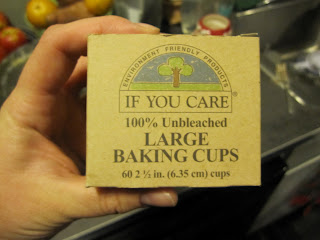 ENVIRONMENT FRIENDLY PRODUCTS
IF YOU CARE®
100% Unbleached
LARGE
BAKING CUPS
60 2 ½ in. (6.35 cm) cups